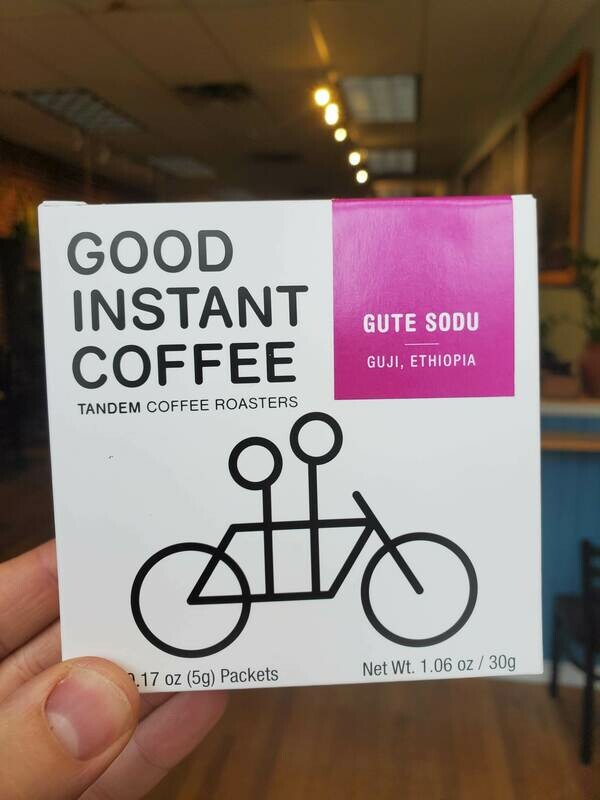 GOOD
INSTANT
COFFEE
TANDEM COFFEE ROASTERS
GUTE SODU
GUJI, ETHIOPIA
.17 oz (5g) Packets
Net Wt. 1.06 oz / 30g